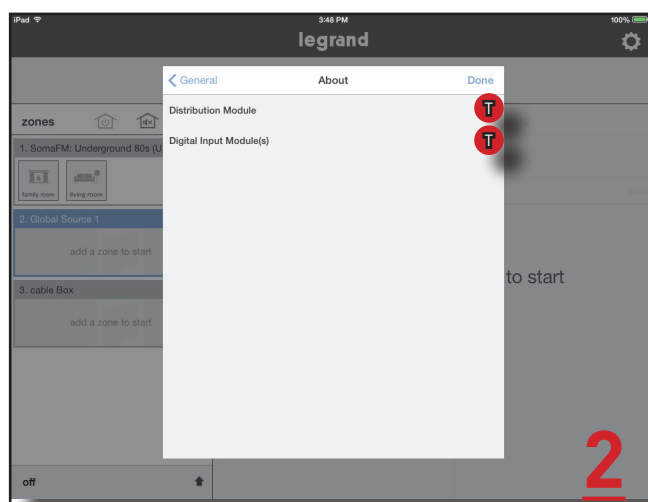 iPad 3:48 PM 100%
legrand
General About Done
zones
Distribution Module T
Digital Input Module(s) T
1. SomaFM: Underground 80s (U
family room living room
2. Global Source 1
add a zone to start
to start
3. cable Box
add a zone to start
off
2